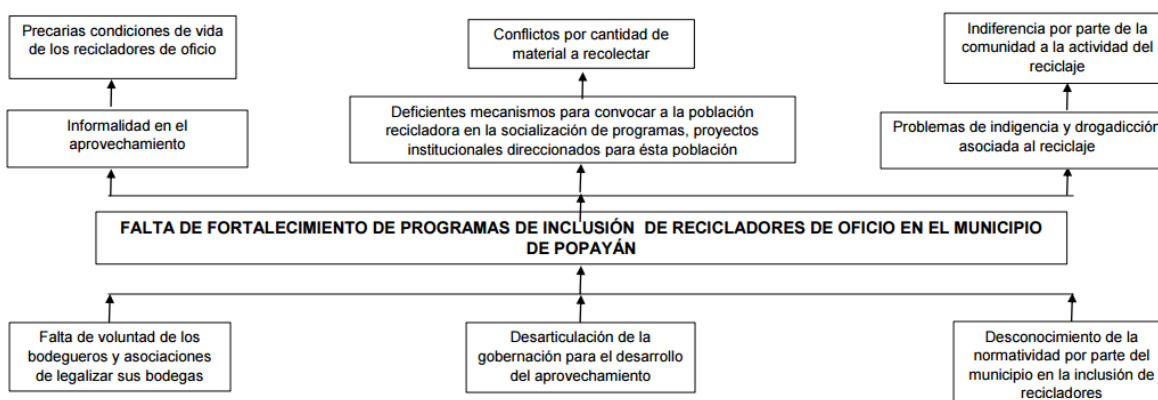 Precarias condiciones de vida
de los recicladores de oficio
Conflictos por cantidad de
material a recolectar
Indiferencia por parte de la
comunidad a la actividad del
reciclaje
Informalidad en el
aprovechamiento
Deficientes mecanismos para convocar a la población
recicladora en la socialización de programas, proyectos
institucionales direccionados para ésta población
Problemas de indigencia y drogadicción
asociada al reciclaje
FALTA DE FORTALECIMIENTO DE PROGRAMAS DE INCLUSIÓN DE RECICLADORES DE OFICIO EN EL MUNICIPIO
DE POPAYÁN
Falta de voluntad de los
bodegueros y asociaciones
de legalizar sus bodegas
Desarticulación de la
gobernación para el desarrollo
del aprovechamiento
Desconocimiento de la
normatividad por parte del
municipio en la inclusión de
recicladores